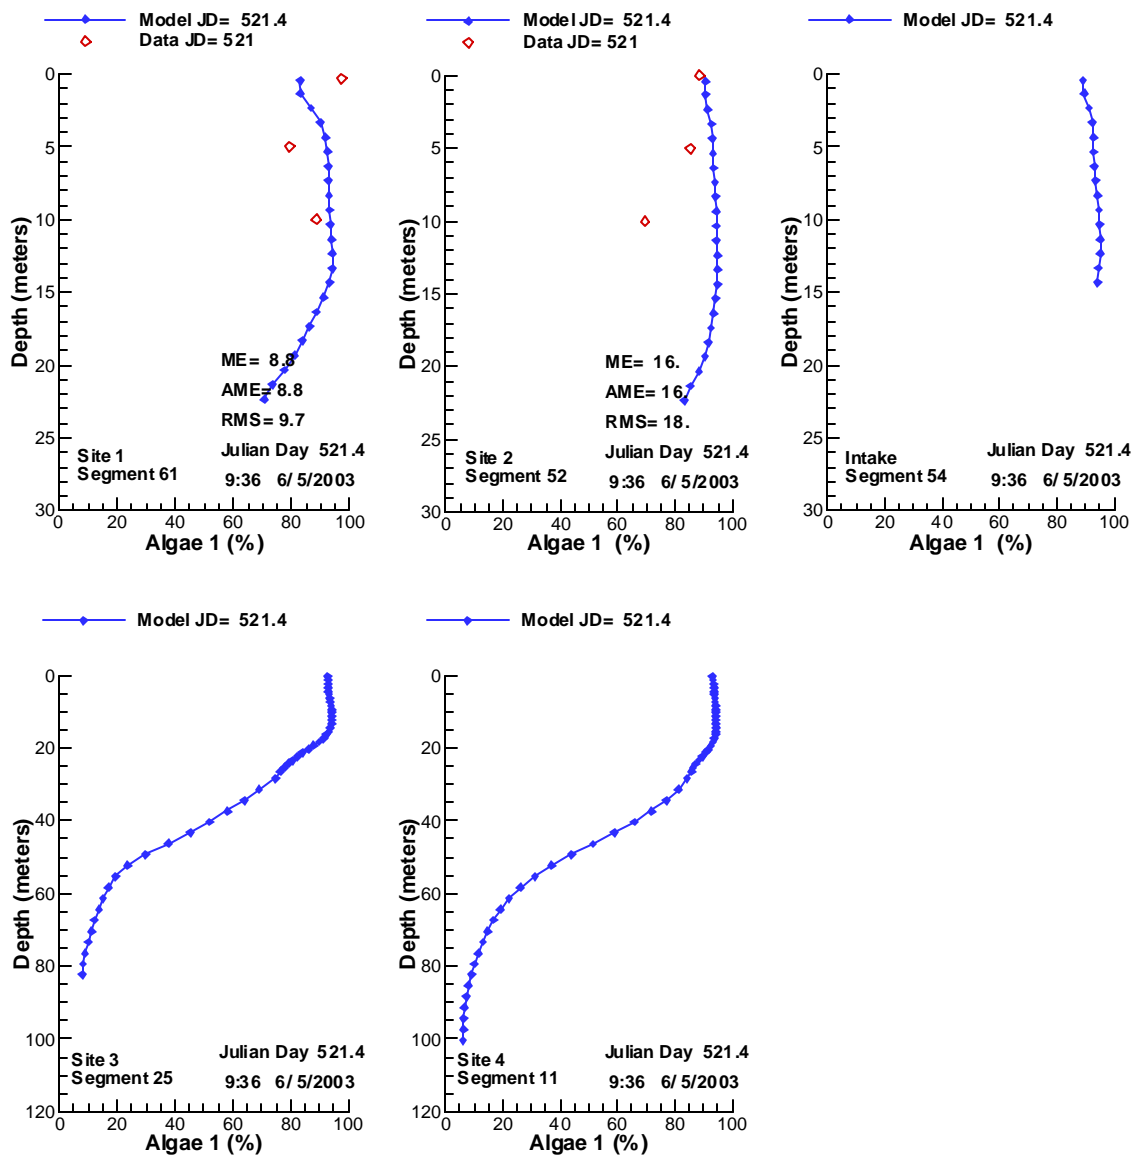 Model JD= 521.4
Data JD= 521
0
5
10
15
20
25
30
Depth (meters)
ME= 8.8
AME= 8.8
RMS= 9.7
Site 1
Segment 61
Julian Day 521.4
9:36 6/ 5/2003
0 20 40 60 80 100
Algae 1 (%)
Model JD= 521.4
Data JD= 521
0
5
10
15
20
25
30
Depth (meters)
ME= 16.
AME= 16.
RMS= 18.
Site 2
Segment 52
Julian Day 521.4
9:36 6/ 5/2003
0 20 40 60 80 100
Algae 1 (%)
Model JD= 521.4
0
5
10
15
20
25
30
Depth (meters)
Intake
Segment 54
Julian Day 521.4
9:36 6/ 5/2003
0 20 40 60 80 100
Algae 1 (%)
Model JD= 521.4
0
20
40
60
80
100
120
Depth (meters)
Site 3
Segment 25
Julian Day 521.4
9:36 6/ 5/2003
0 20 40 60 80 100
Algae 1 (%)
Model JD= 521.4
0
20
40
60
80
100
120
Depth (meters)
Site 4
Segment 11
Julian Day 521.4
9:36 6/ 5/2003
0 20 40 60 80 100
Algae 1 (%)